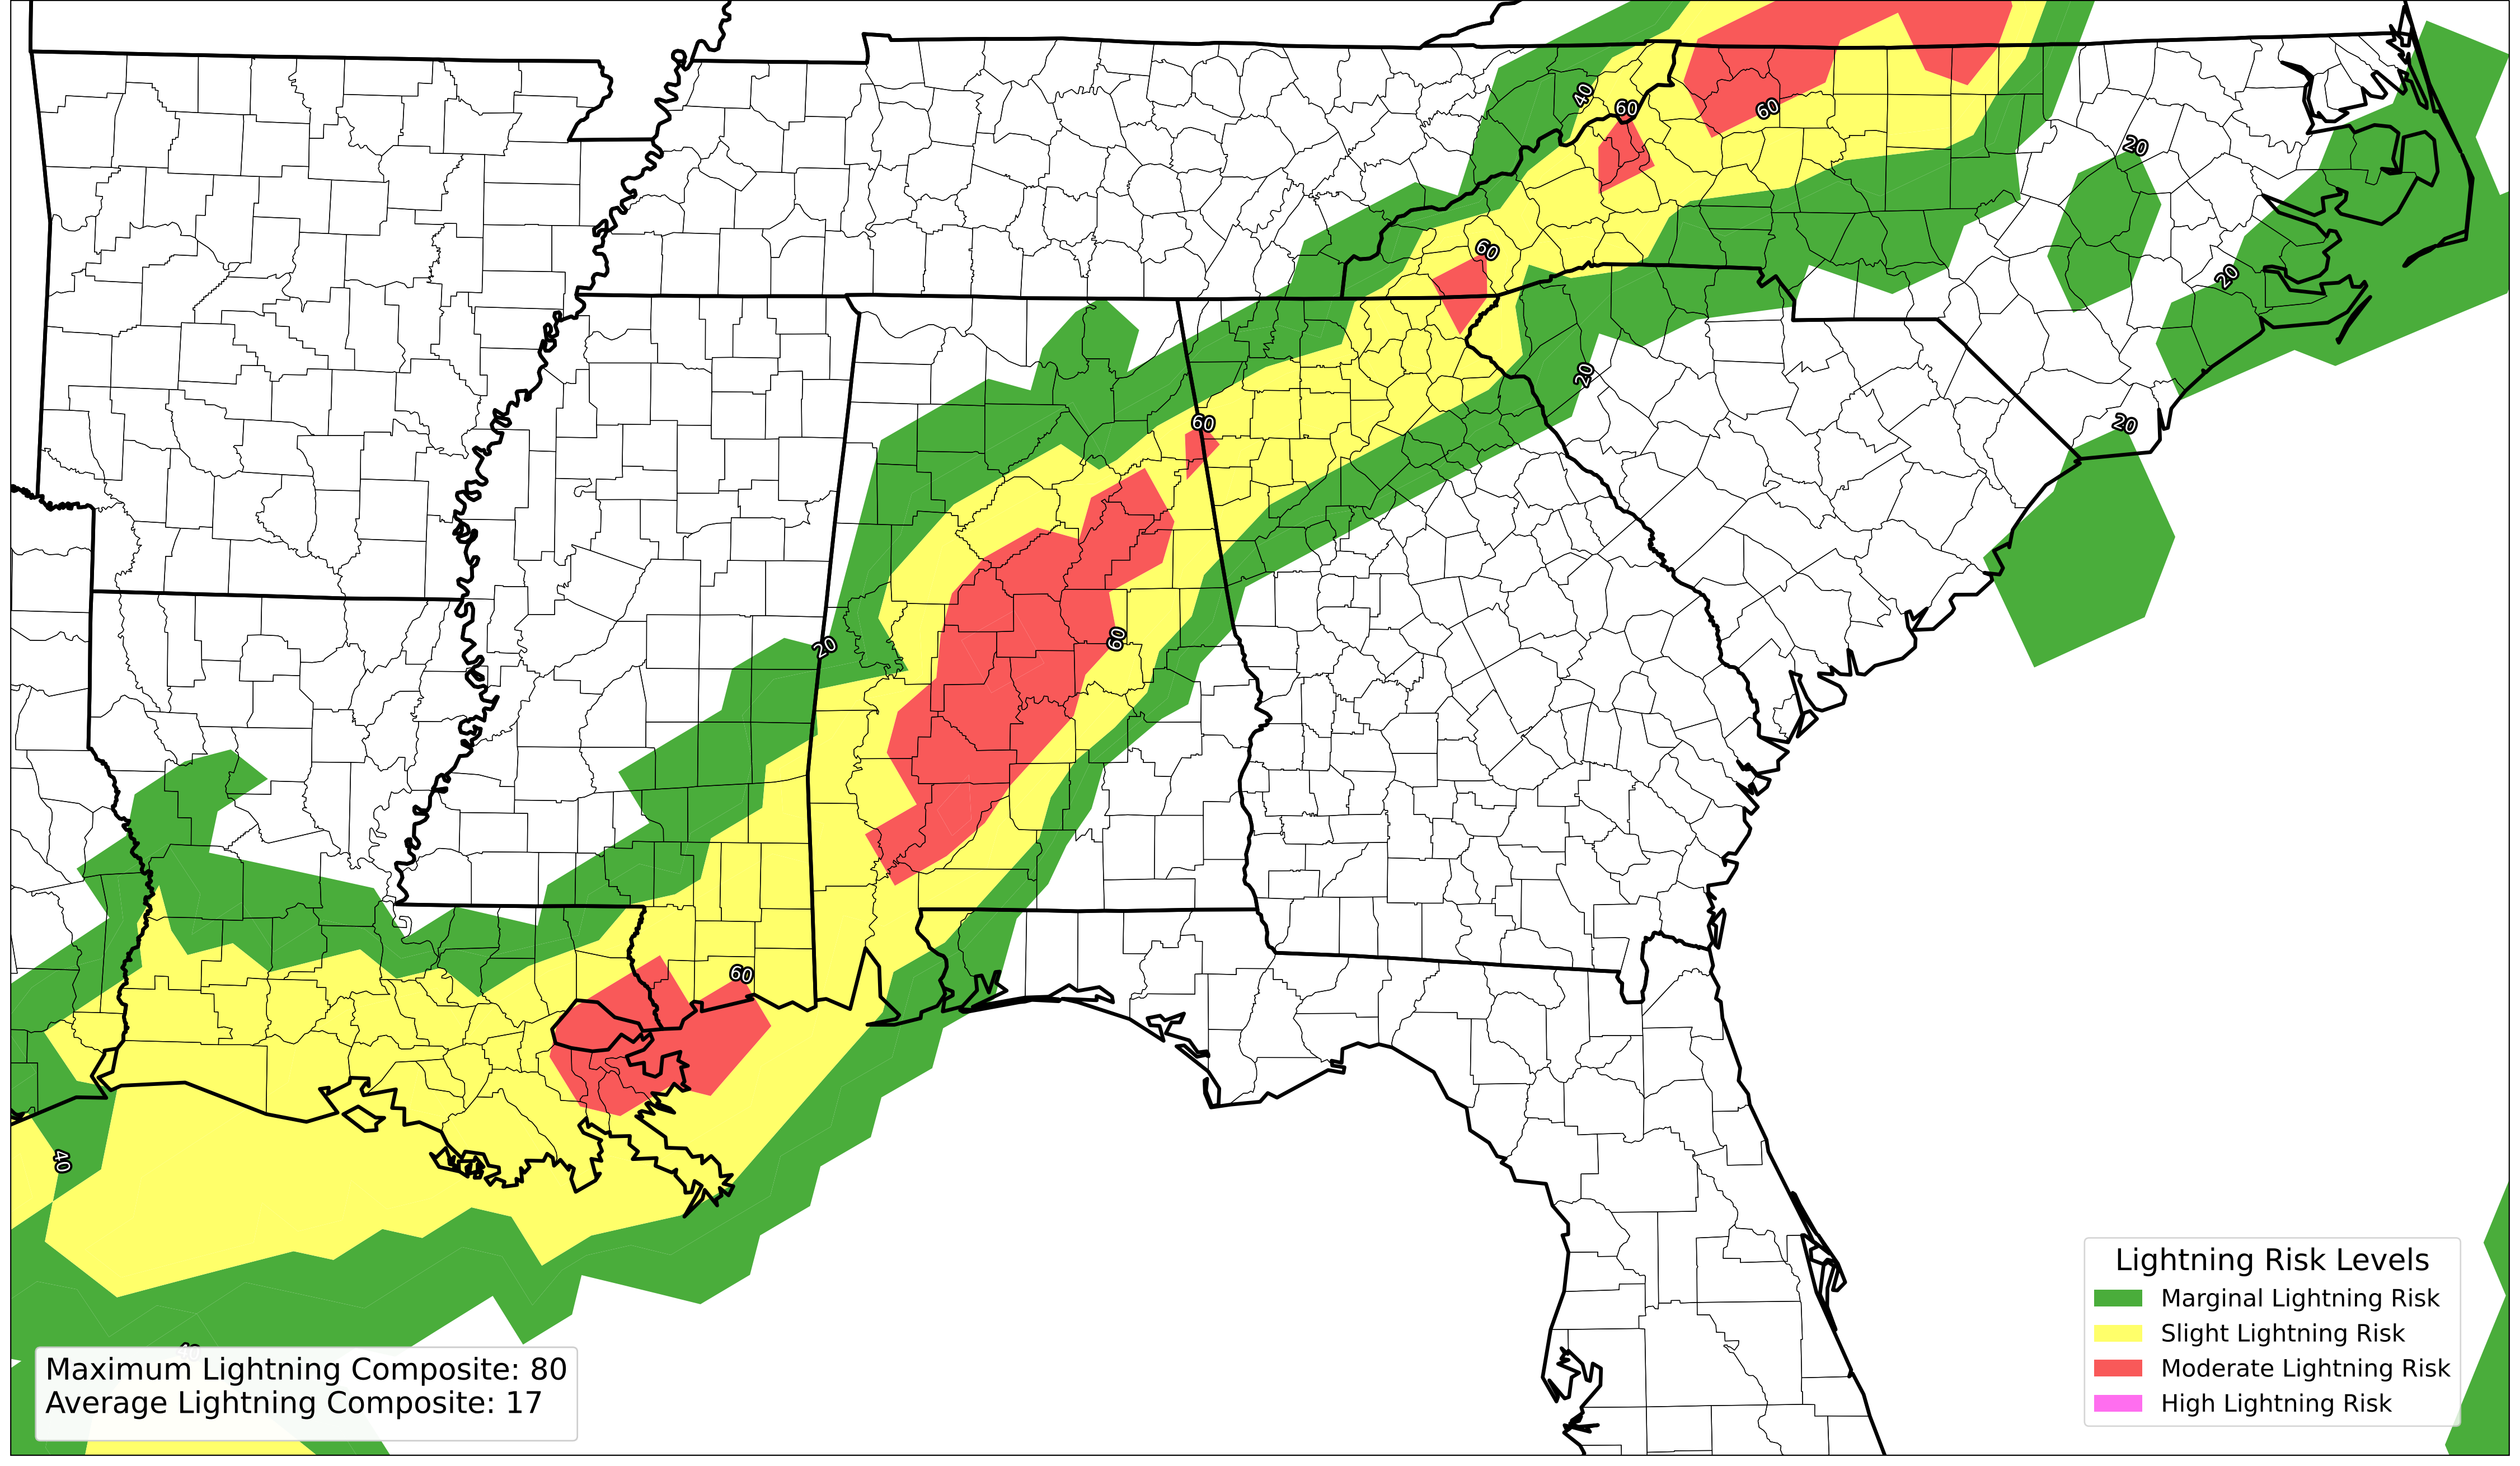 40
60
60
20
60
20
20
60
20
20
60
20
60
40
Lightning Risk Levels
Marginal Lightning Risk
Slight Lightning Risk
Moderate Lightning Risk
High Lightning Risk
Maximum Lightning Composite: 80
Average Lightning Composite: 17